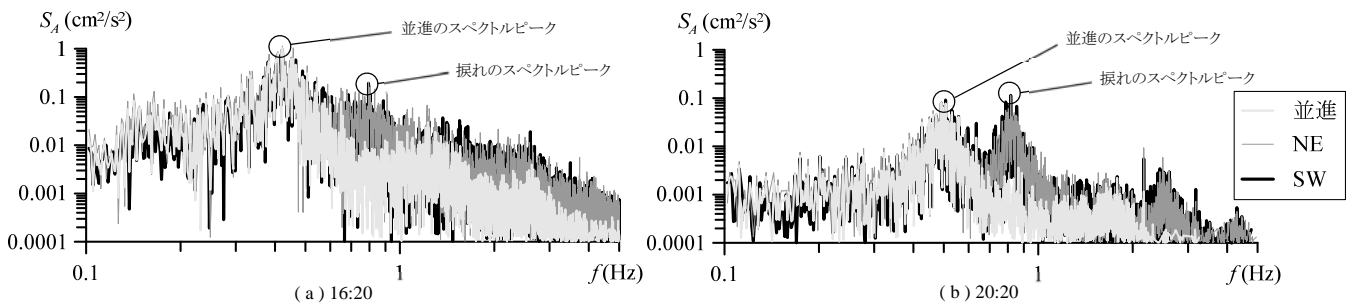 S_A (cm²/s²)
並進のスペクトルピーク
捩れのスペクトルピーク
1
0.1
0.01
0.001
0.0001
0.1
1
f(Hz)
( a ) 16:20
S_A (cm²/s²)
並進のスペクトルピーク
捩れのスペクトルピーク
1
0.1
0.01
0.001
0.0001
0.1
1
f(Hz)
( b ) 20:20
並進
NE
SW